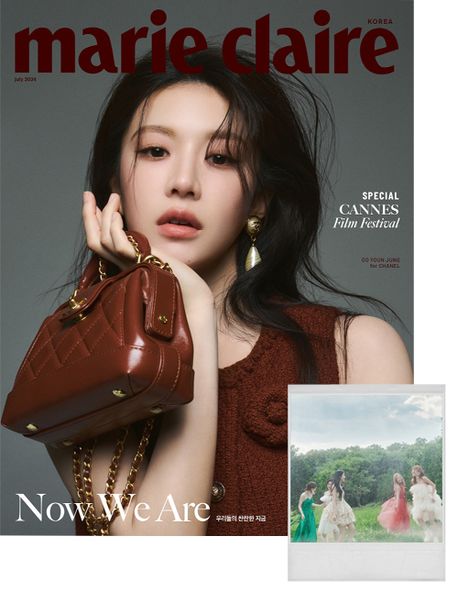 marie claire
KOREA
July 2024
SPECIAL
CANNES
Film Festival
GO YOUN JUNG
for CHANEL
Now We Are 우리들의 찬란한 지금